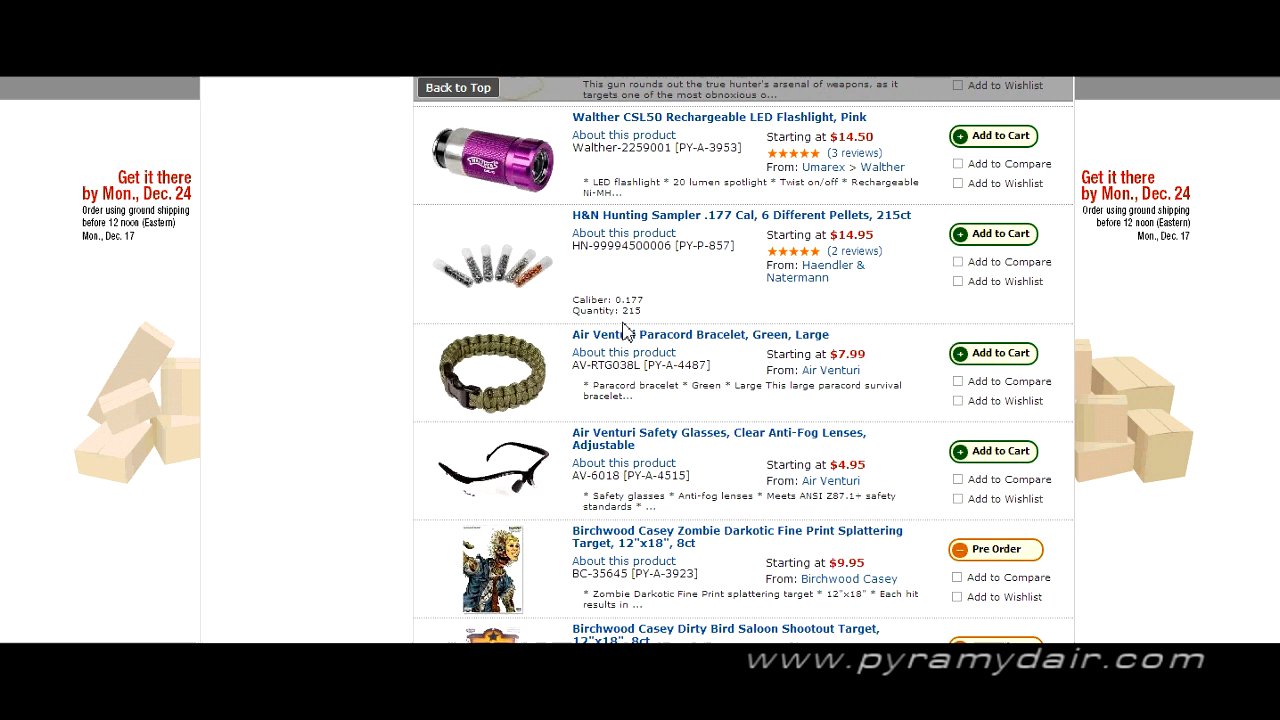 Back to Top
This gun rounds out the true hunter's arsenal of weapons, as it
targets one of the most obnoxious o...
Add to Wishlist
Get it there
by Mon., Dec. 24
Order using ground shipping
before 12 noon (Eastern)
Mon., Dec. 17
Walther CSL50 Rechargeable LED Flashlight, Pink
About this product
Walther-2259001 [PY-A-3953]
Starting at $14.50
(3 reviews)
From: Umarex > Walther
* LED flashlight * 20 lumen spotlight * Twist on/off * Rechargeable
Ni-MH...
Add to Cart
Add to Compare
Add to Wishlist
Get it there
by Mon., Dec. 24
Order using ground shipping
before 12 noon (Eastern)
Mon., Dec. 17
H&N Hunting Sampler .177 Cal, 6 Different Pellets, 215ct
About this product
HN-99994500006 [PY-P-857]
Starting at $14.95
(2 reviews)
From: Haendler &
Natermann
Caliber: 0.177
Quantity: 215
Add to Cart
Add to Compare
Add to Wishlist
Air Venturi Paracord Bracelet, Green, Large
About this product
AV-RTG038L [PY-A-4487]
Starting at $7.99
From: Air Venturi
* Paracord bracelet * Green * Large This large paracord survival
bracelet...
Add to Cart
Add to Compare
Add to Wishlist
Air Venturi Safety Glasses, Clear Anti-Fog Lenses,
Adjustable
About this product
AV-6018 [PY-A-4515]
Starting at $4.95
From: Air Venturi
* Safety glasses * Anti-fog lenses * Meets ANSI Z87.1+ safety
standards * ...
Add to Cart
Add to Compare
Add to Wishlist
Birchwood Casey Zombie Darkotic Fine Print Splattering
Target, 12"x18", 8ct
About this product
BC-35645 [PY-A-3923]
Starting at $9.95
From: Birchwood Casey
* Zombie Darkotic Fine Print splattering target * 12"x18" * Each hit
results in ...
Pre Order
Add to Compare
Add to Wishlist
Birchwood Casey Dirty Bird Saloon Shootout Target,
12"x18", 8ct
www.pyramydair.com